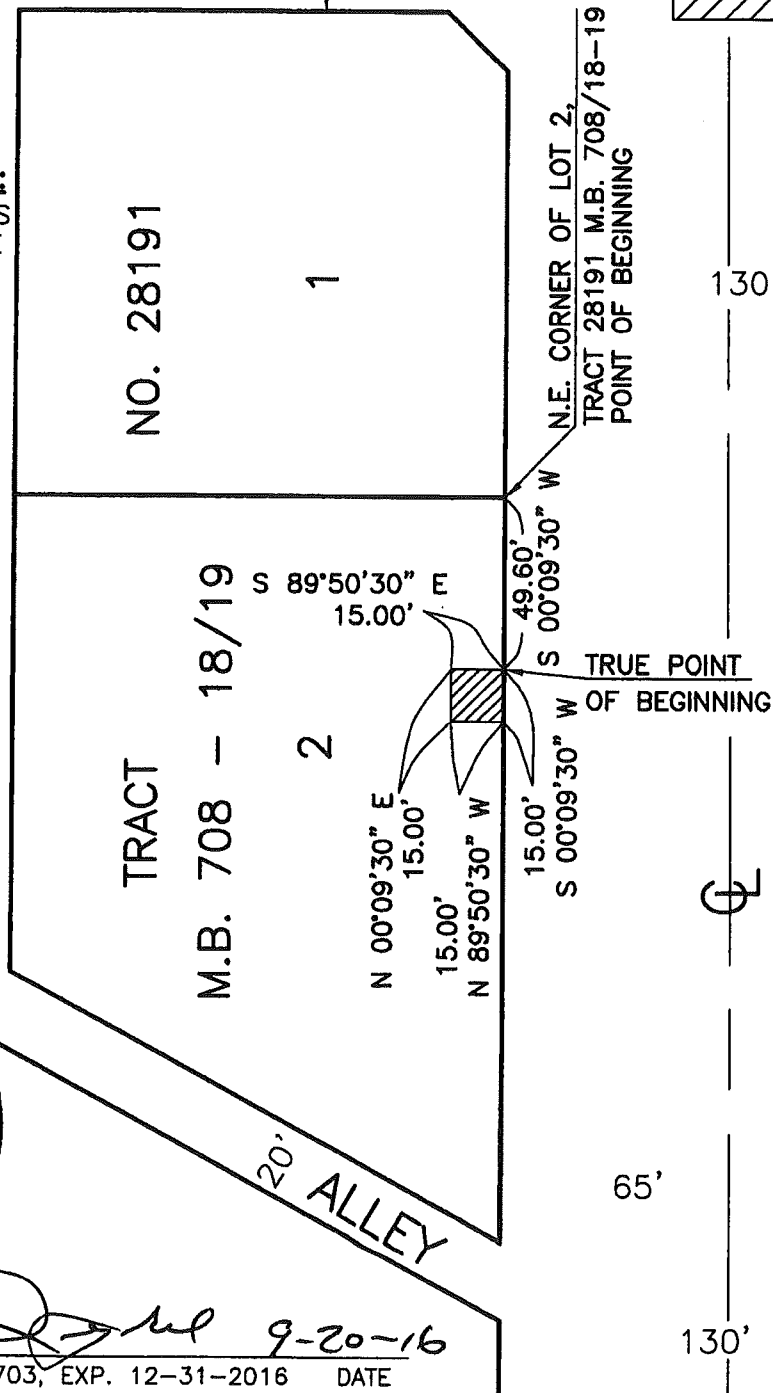 NO. 28191
1
N.E. CORNER OF LOT 2,
TRACT 28191 M.B. 708/18-19
POINT OF BEGINNING
130
TRACT
M.B. 708 - 18/19
2
S 89°50'30" E
15.00'
49.60'
S 00°09'30" W
TRUE POINT
OF BEGINNING
N 00°09'30" E
15.00'
15.00'
N 89°50'30" W
15.00'
S 00°09'30" W
CL
20' ALLEY
65'
130'
9-20-16
703, EXP. 12-31-2016 DATE